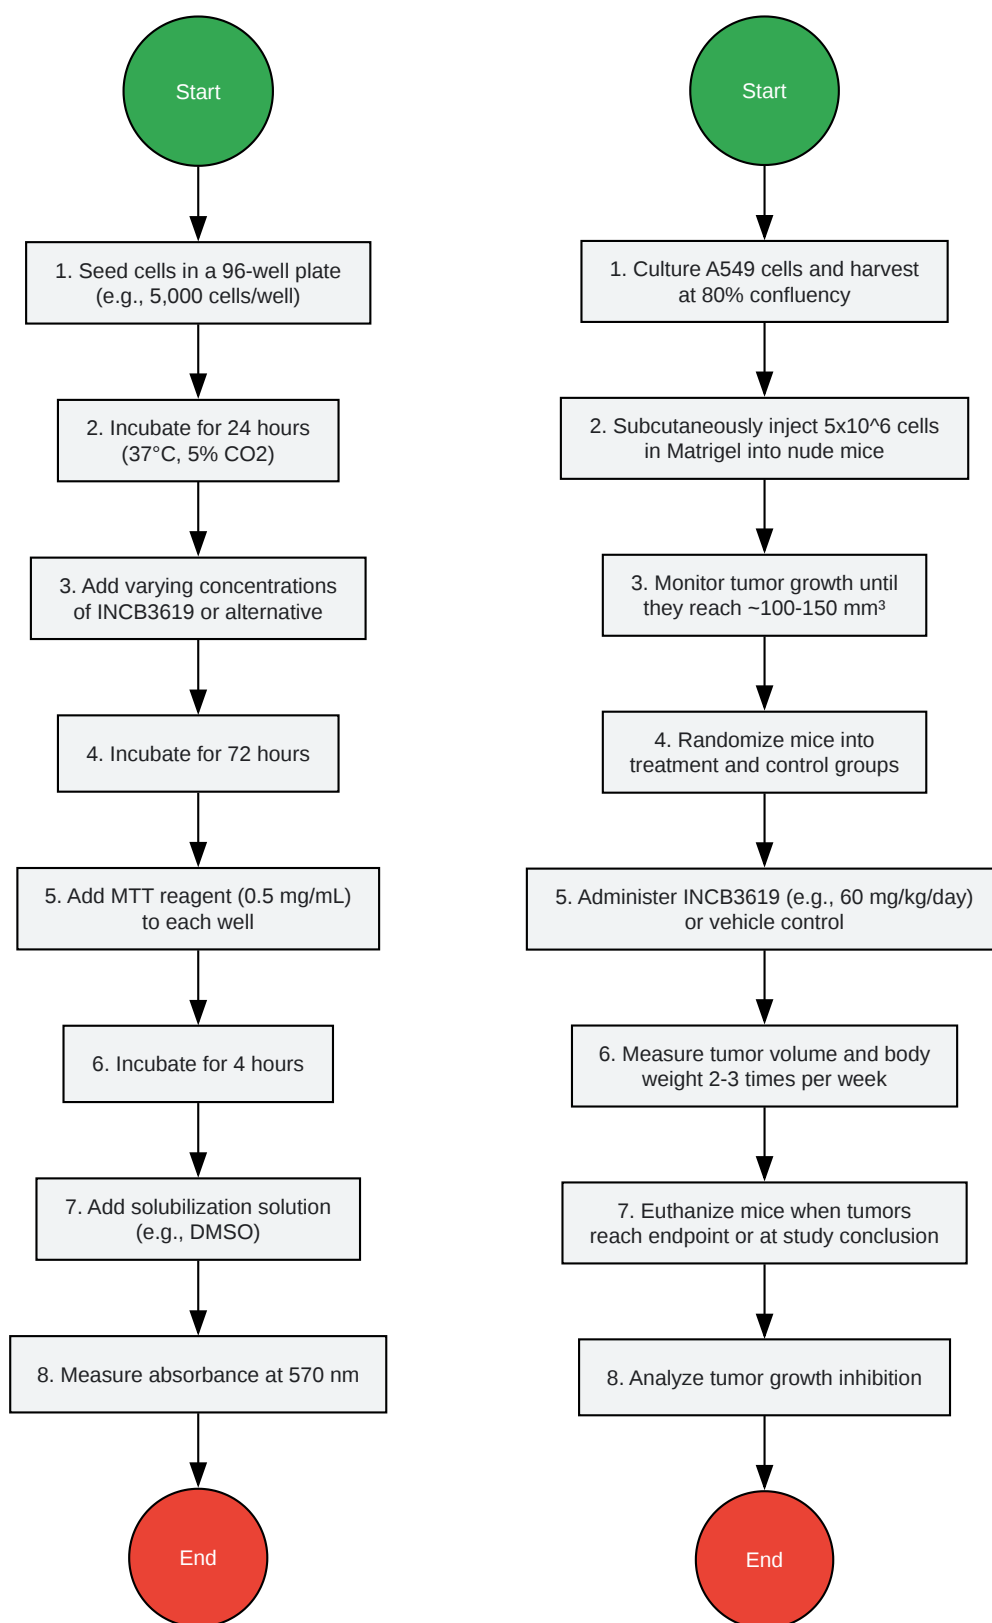 Start
1. Seed cells in a 96-well plate
(e.g., 5,000 cells/well)
2. Incubate for 24 hours
(37°C, 5% CO2)
3. Add varying concentrations
of INCB3619 or alternative
4. Incubate for 72 hours
5. Add MTT reagent (0.5 mg/mL)
to each well
6. Incubate for 4 hours
7. Add solubilization solution
(e.g., DMSO)
8. Measure absorbance at 570 nm
End
Start
1. Culture A549 cells and harvest
at 80% confluency
2. Subcutaneously inject 5x10^6 cells
in Matrigel into nude mice
3. Monitor tumor growth until
they reach ~100-150 mm³
4. Randomize mice into
treatment and control groups
5. Administer INCB3619 (e.g., 60 mg/kg/day)
or vehicle control
6. Measure tumor volume and body
weight 2-3 times per week
7. Euthanize mice when tumors
reach endpoint or at study conclusion
8. Analyze tumor growth inhibition
End